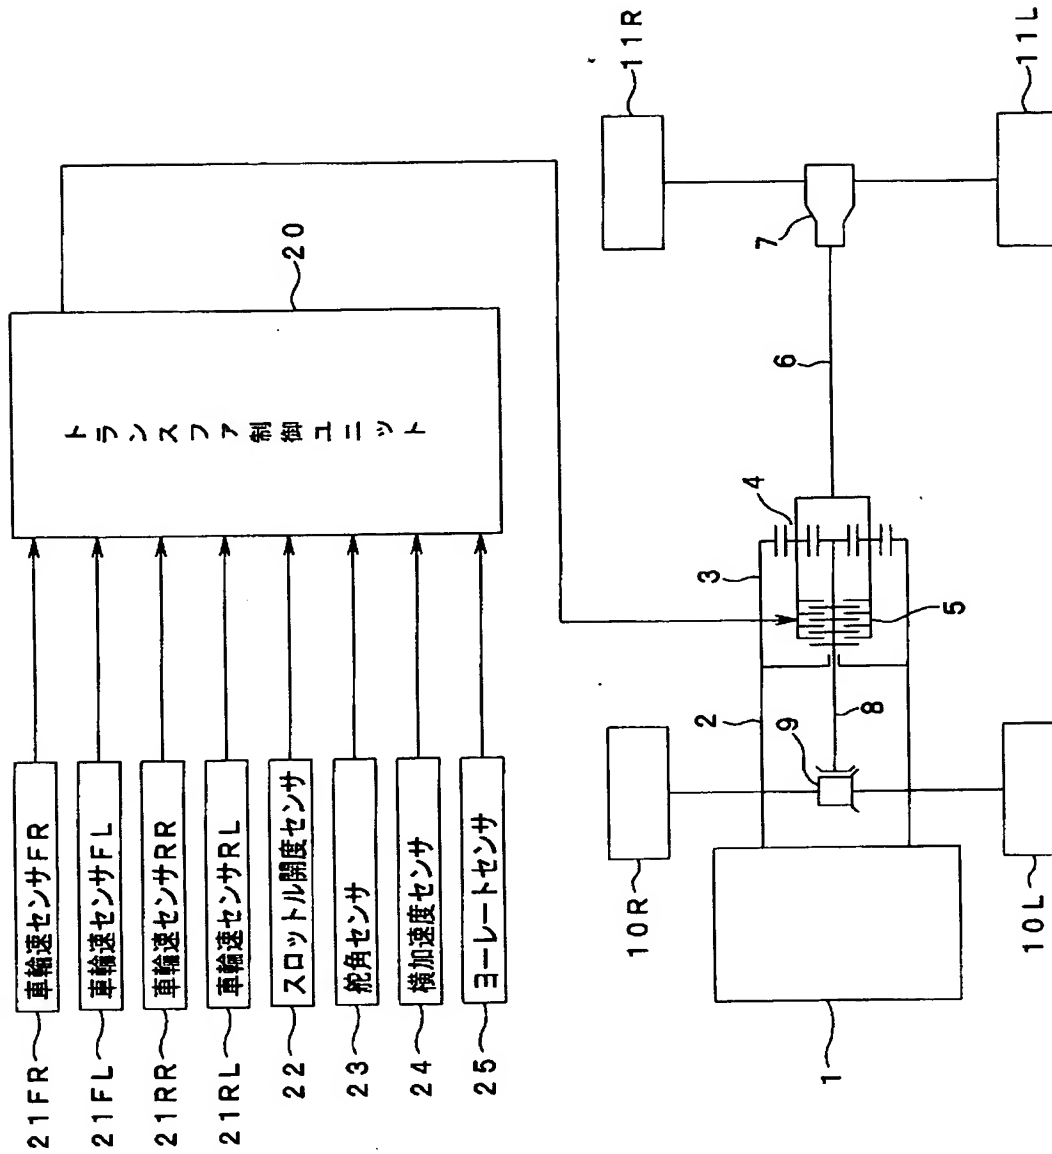 21FR
車輪速センサFR
21FL
車輪速センサFL
21RR
車輪速センサRR
21RL
車輪速センサRL
22
スロットル開度センサ
23
舵角センサ
24
横加速度センサ
25
ヨーレートセンサ
トランスファ制御ユニット
20
10R
11R
1
2
3
4
5
6
7
8
9
10L
11L